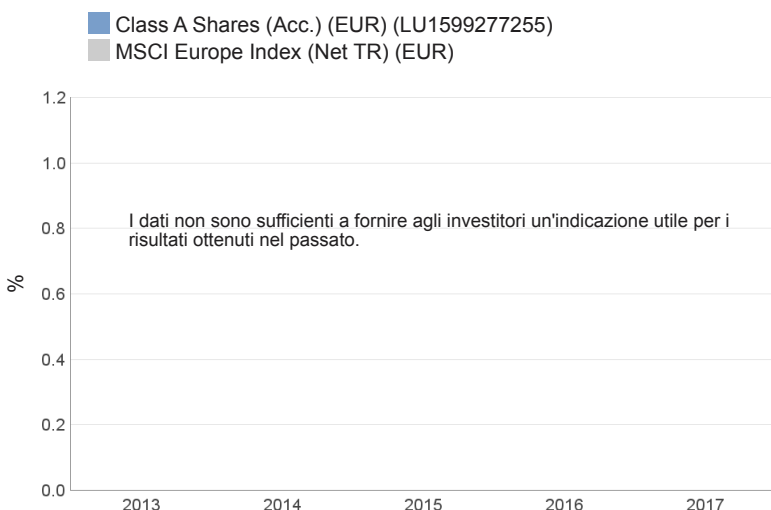 Class A Shares (Acc.) (EUR) (LU1599277255)
MSCI Europe Index (Net TR) (EUR)
1.2
1.0
I dati non sono sufficienti a fornire agli investitori un'indicazione utile per i
0.8
risultati ottenuti nel passato.
%
0.6
0.4
0.2
0.0
2013 2014 2015 2016 2017